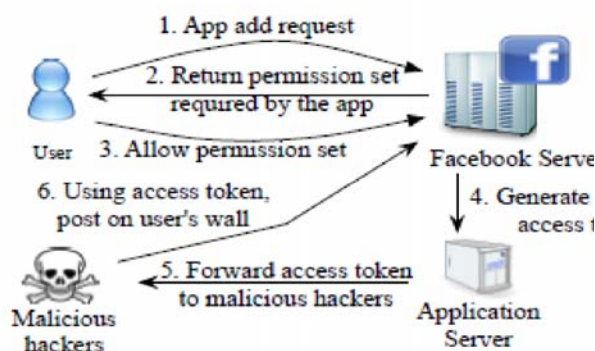 1. App add request
2. Return permission set
required by the app
User
3. Allow permission set
Facebook Serve
6. Using access token,
post on user's wall
4. Generate
access t
5. Forward access token
to malicious hackers
Malicious
hackers
Application
Server
f